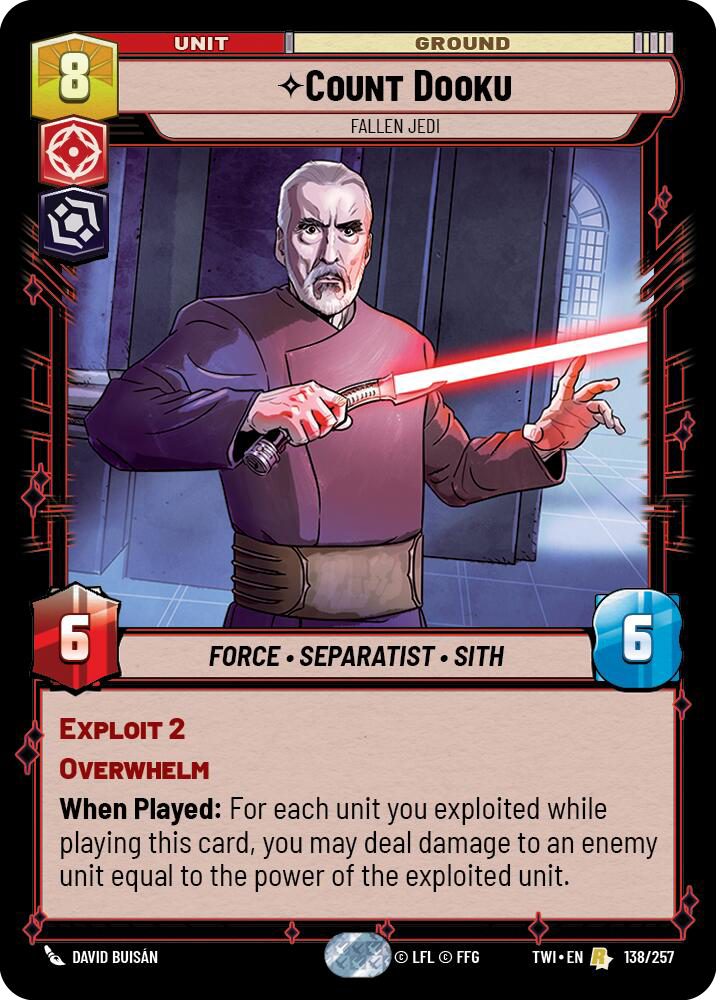 UNIT GROUND
8
✧COUNT DOOKU
FALLEN JEDI
6
FORCE • SEPARATIST • SITH
6
EXPLOIT 2
OVERWHELM
When Played: For each unit you exploited while
playing this card, you may deal damage to an enemy
unit equal to the power of the exploited unit.
DAVID BUISÁN © LFL © FFG TWI • EN R 138/257